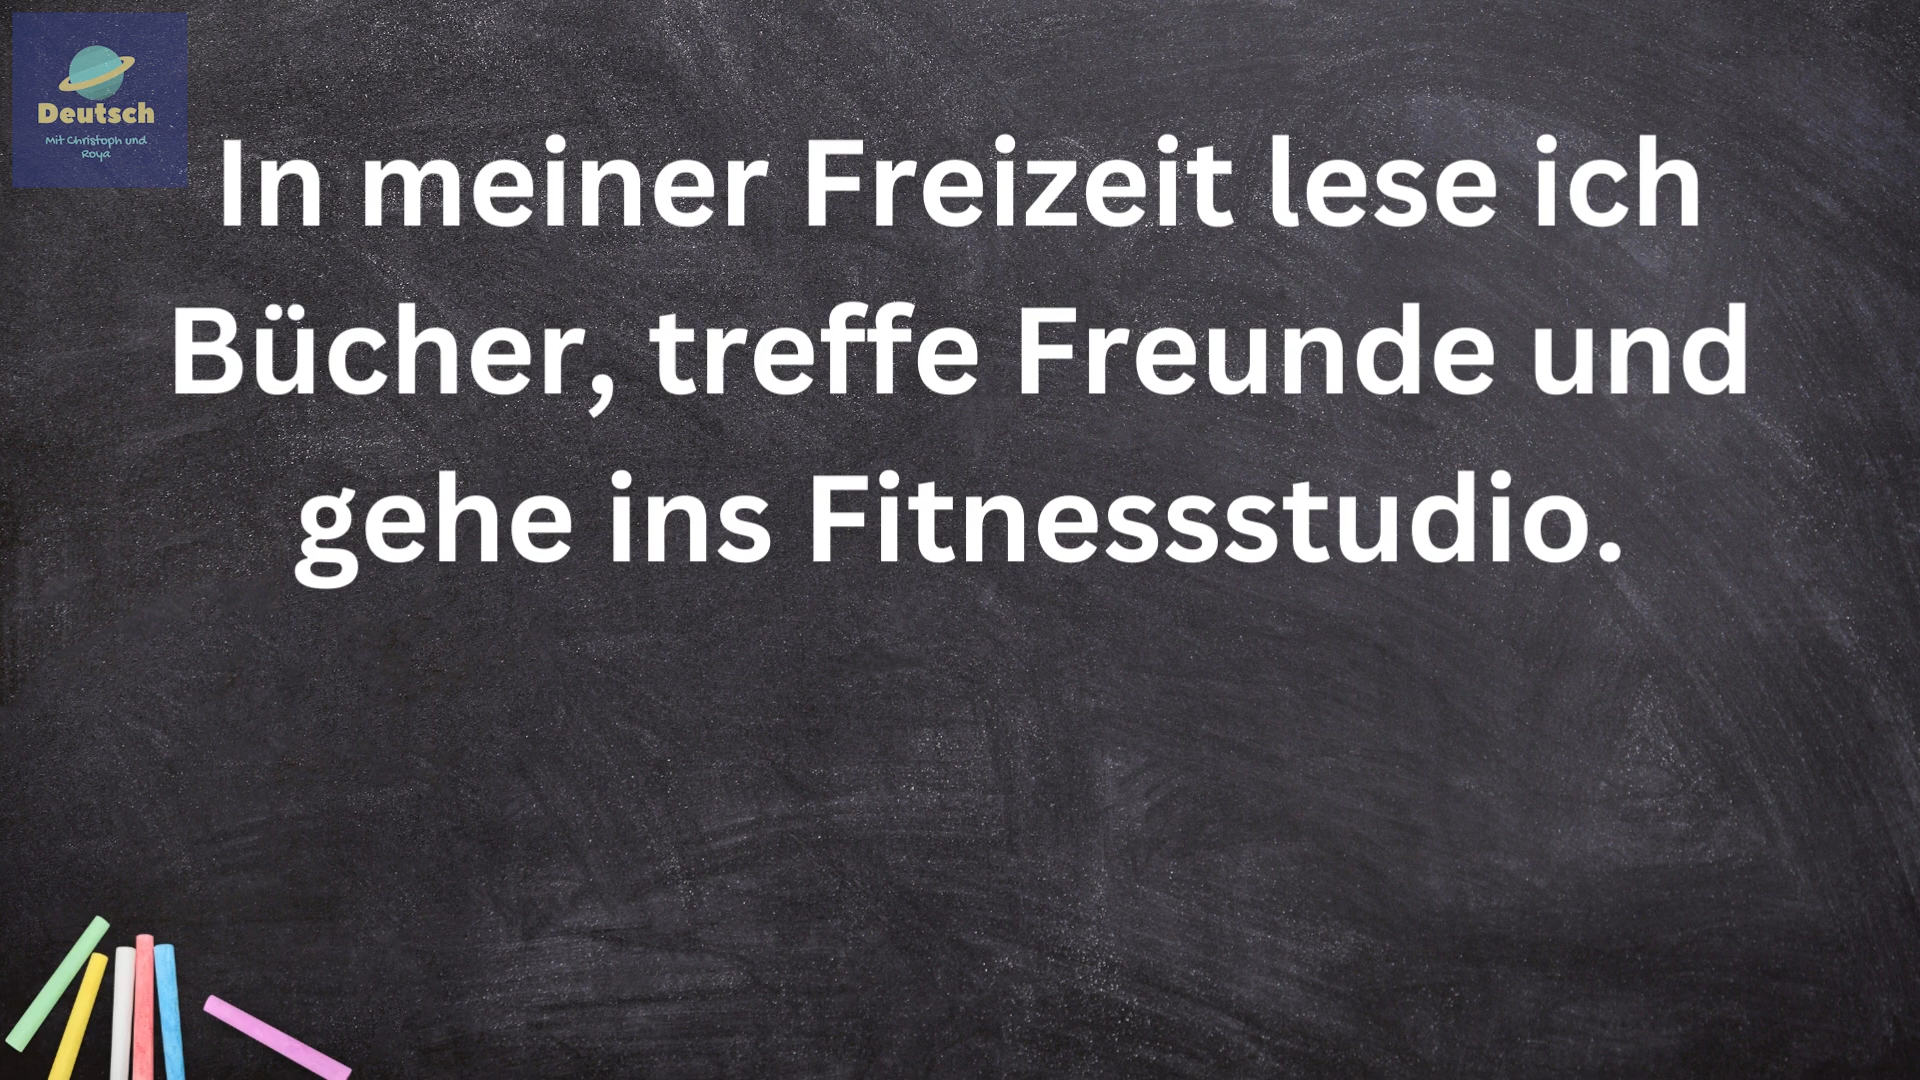 Deutsch
Mit Christoph und
Roya
In meiner Freizeit lese ich
Bücher, treffe Freunde und
gehe ins Fitnessstudio.